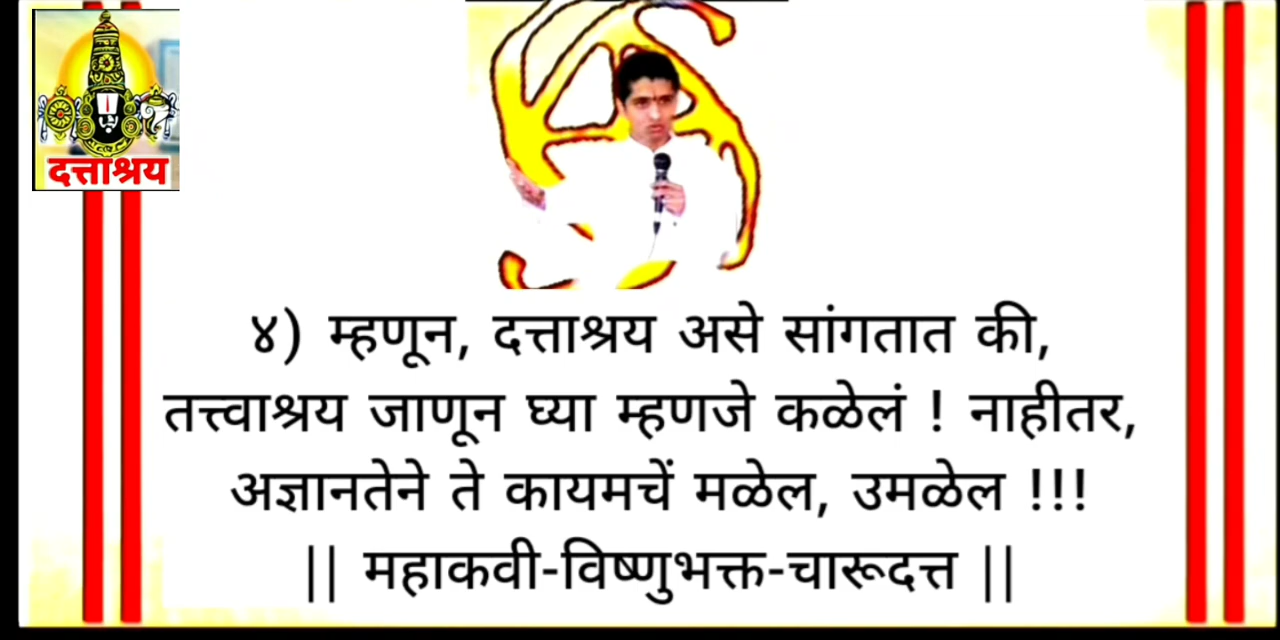 दत्ताश्रय
४) म्हणून, दत्ताश्रय असे सांगतात की,
तत्त्वाश्रय जाणून घ्या म्हणजे कळेलं ! नाहीतर,
अज्ञानतेने ते कायमचें मळेल, उमळेल !!!
|| महाकवी-विष्णुभक्त-चारूदत्त ||